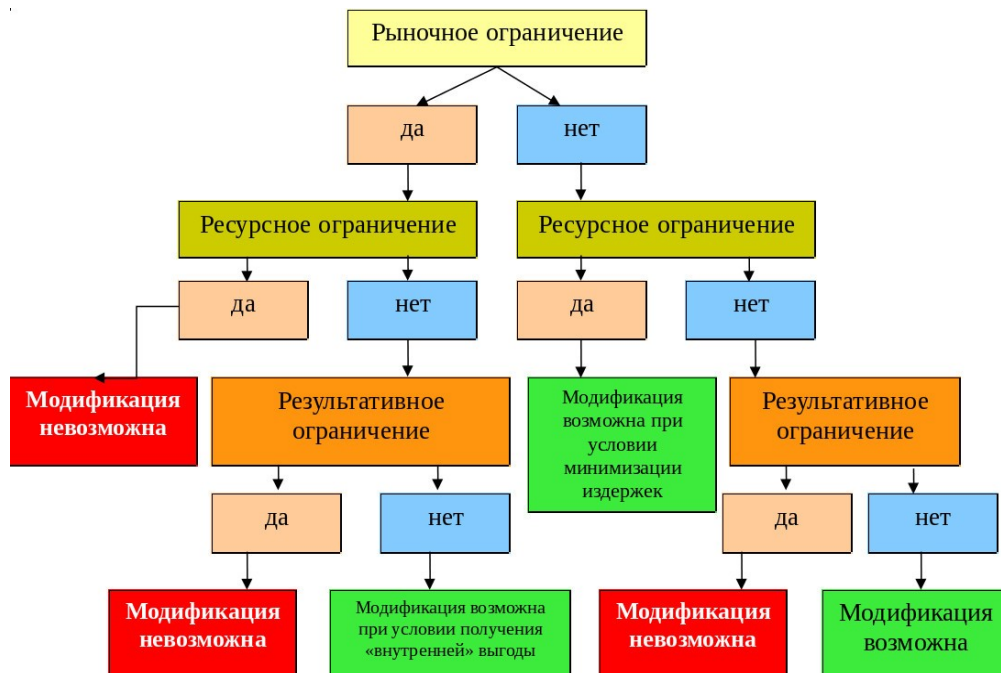 Рыночное ограничение
да
нет
Ресурсное ограничение
Ресурсное ограничение
да
нет
да
нет
Модификация
невозможна
Результативное
ограничение
Модификация
возможна при
условии
минимизации
издержек
Результативное
ограничение
да
нет
да
нет
Модификация
невозможна
Модификация возможна
при условии получения
«внутренней» выгоды
Модификация
невозможна
Модификация
возможна